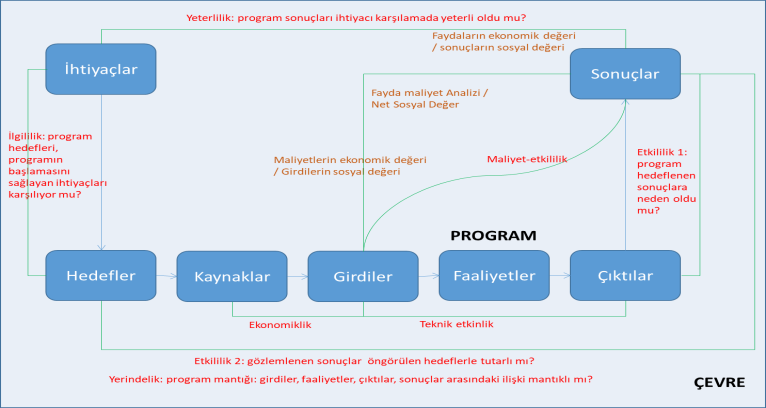 Yeterlilik: program sonuçları ihtiyacı karşılamada yeterli oldu mu?
Faydaların ekonomik değeri
/ sonuçların sosyal değeri
İhtiyaçlar
Sonuçlar
Fayda maliyet Analizi /
Net Sosyal Değer
İlgililik: program
hedefleri,
programın
başlamasını
sağlayan ihtiyaçları
karşılıyor mu?
Maliyetlerin ekonomik değeri
/ Girdilerin sosyal değeri
Maliyet-etkililik
Etkililik 1:
program
hedeflenen
sonuçlara
neden oldu
mu?
PROGRAM
Hedefler
Kaynaklar
Girdiler
Faaliyetler
Çıktılar
Ekonomiklik
Teknik etkinlik
Etkililik 2: gözlemlenen sonuçlar öngörülen hedeflerle tutarlı mı?
Yerindelik: program mantığı: girdiler, faaliyetler, çıktılar, sonuçlar arasındaki ilişki mantıklı mı?
ÇEVRE